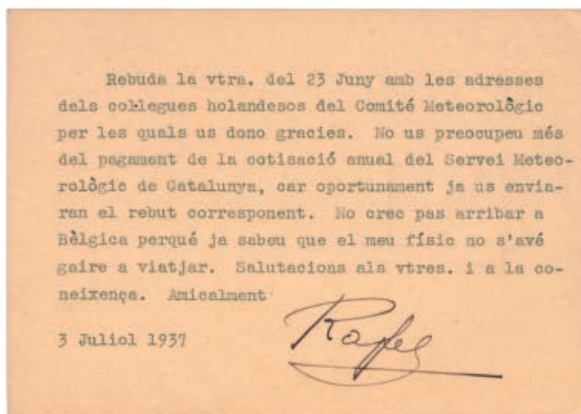 Rebuda la vtra. del 23 Juny amb les adresses
dels col·legues holandesos del Comité Meteorològic
per les quals us dono gracies. No us preocupeu més
del pagament de la cotisació anual del Servei Meteo-
rològic de Catalunya, car oportunament ja us envia-
ran el rebut corresponent. No crec pas arribar a
Bèlgica perqué ja sabeu que el meu físic no s'avé
gaire a viatjar. Salutacions als vtres. i a la co-
neixença. Amicalment
Rafel
3 Juliol 1937